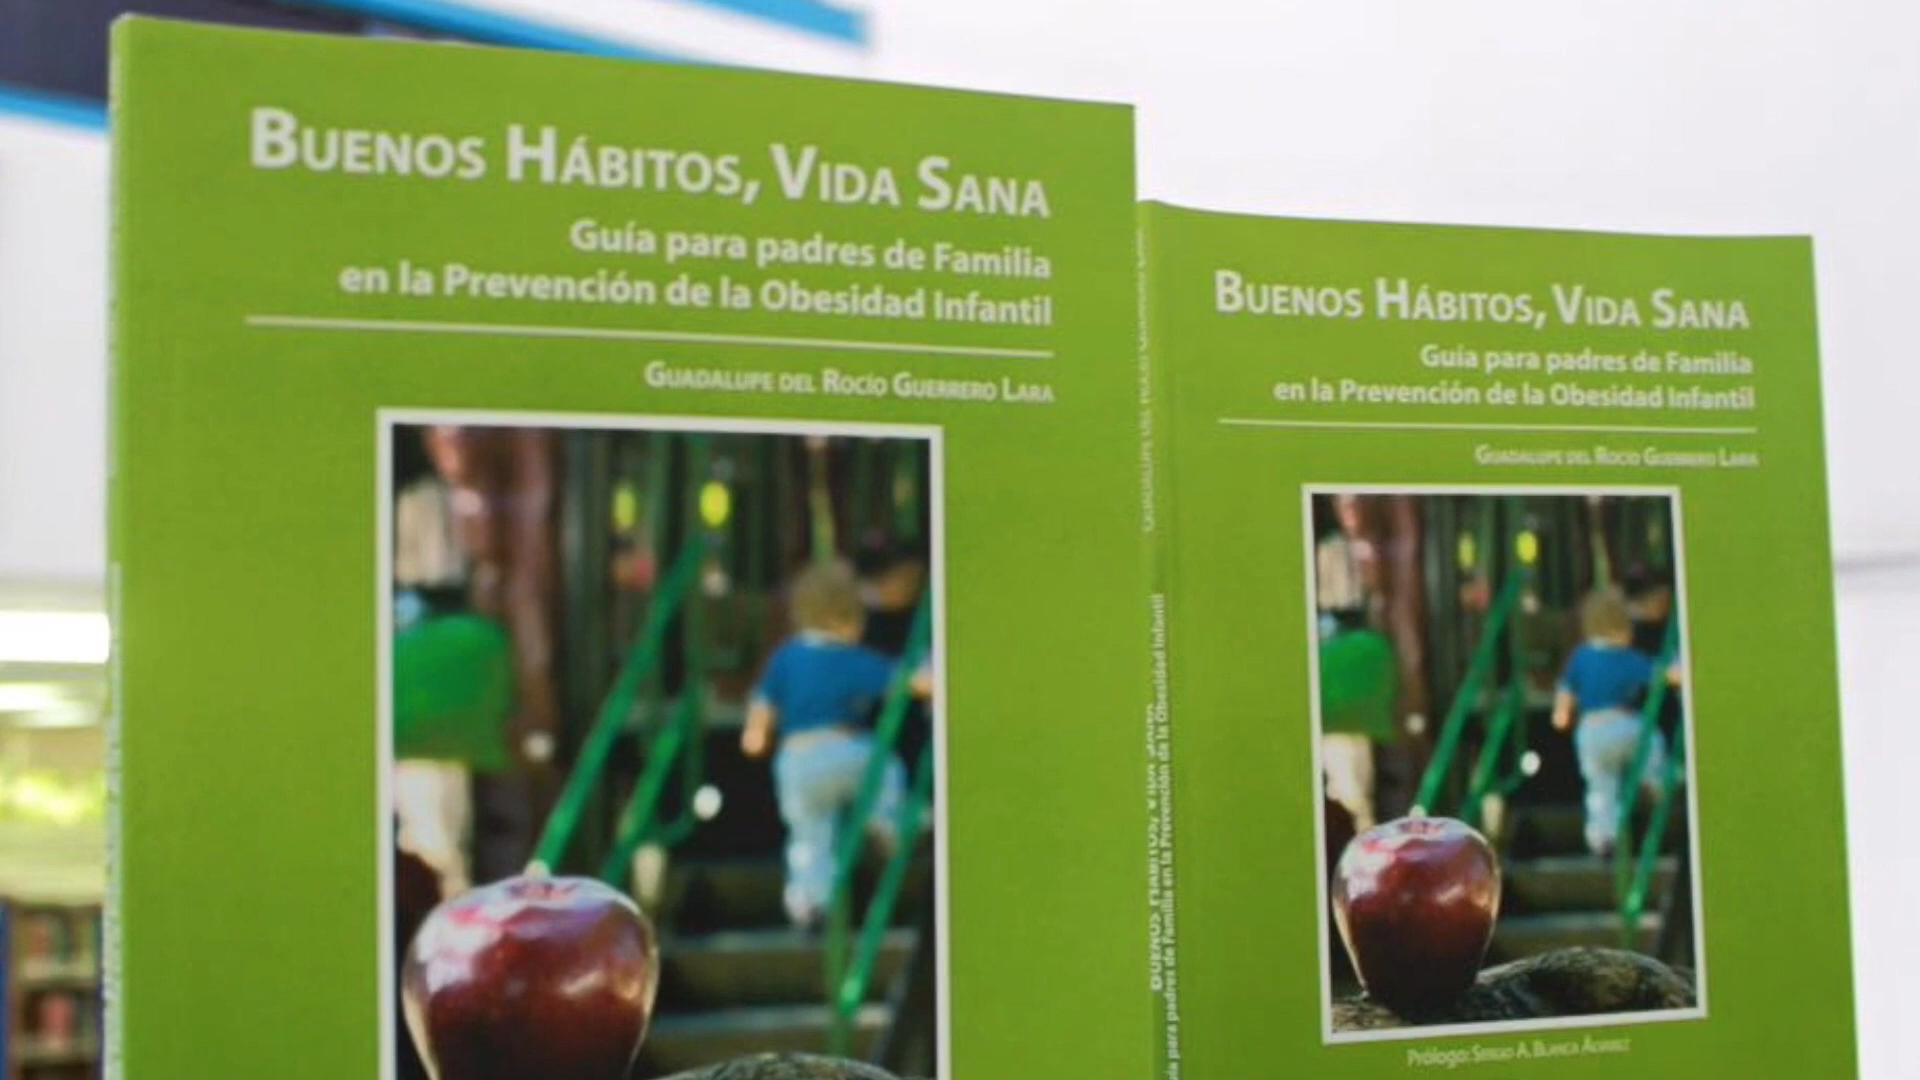 BUENOS HÁBITOS, VIDA SANA
Guía para padres de Familia
en la Prevención de la Obesidad Infantil
GUADALUPE DEL ROCÍO GUERRERO LARA
BUENOS HÁBITOS, VIDA SANA
Guía para padres de Familia
en la Prevención de la Obesidad Infantil
GUADALUPE DEL ROCÍO GUERRERO LARA
Prólogo: SERGIO A. BLANCA
BUENOS HÁBITOS, VIDA SANA
para padres de Familia en la Prevención de la Obesidad Infantil